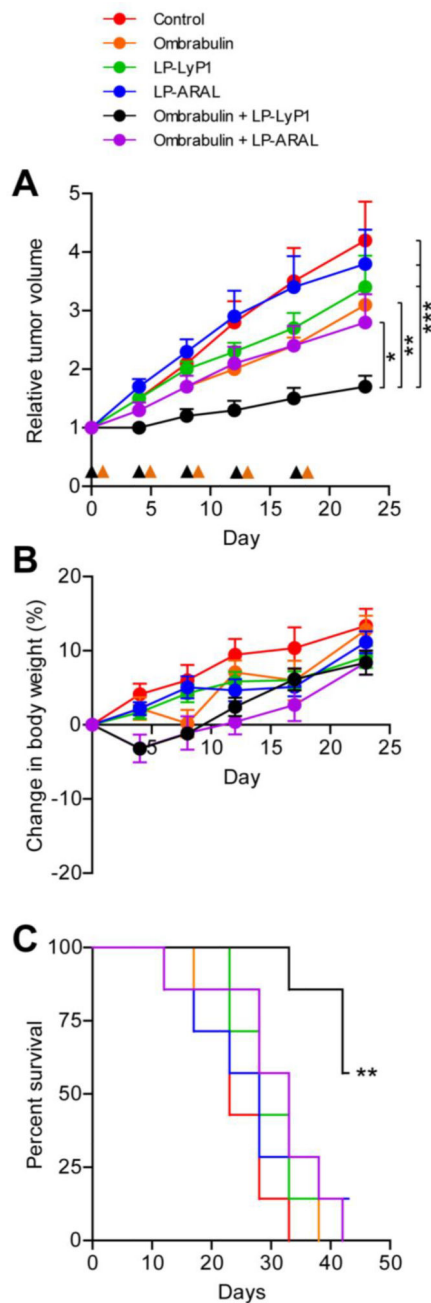 Control
Ombrabulin
LP-LyP1
LP-ARAL
Ombrabulin + LP-LyP1
Ombrabulin + LP-ARAL
A
Relative tumor volume
5
4
3
2
1
0
* ** ***
0 5 10 15 20 25
Day
B
Change in body weight (%)
20
10
0
-10
-20
5 10 15 20 25
Day
C
Percent survival
100
75
50
25
0
**
0 10 20 30 40 50
Days